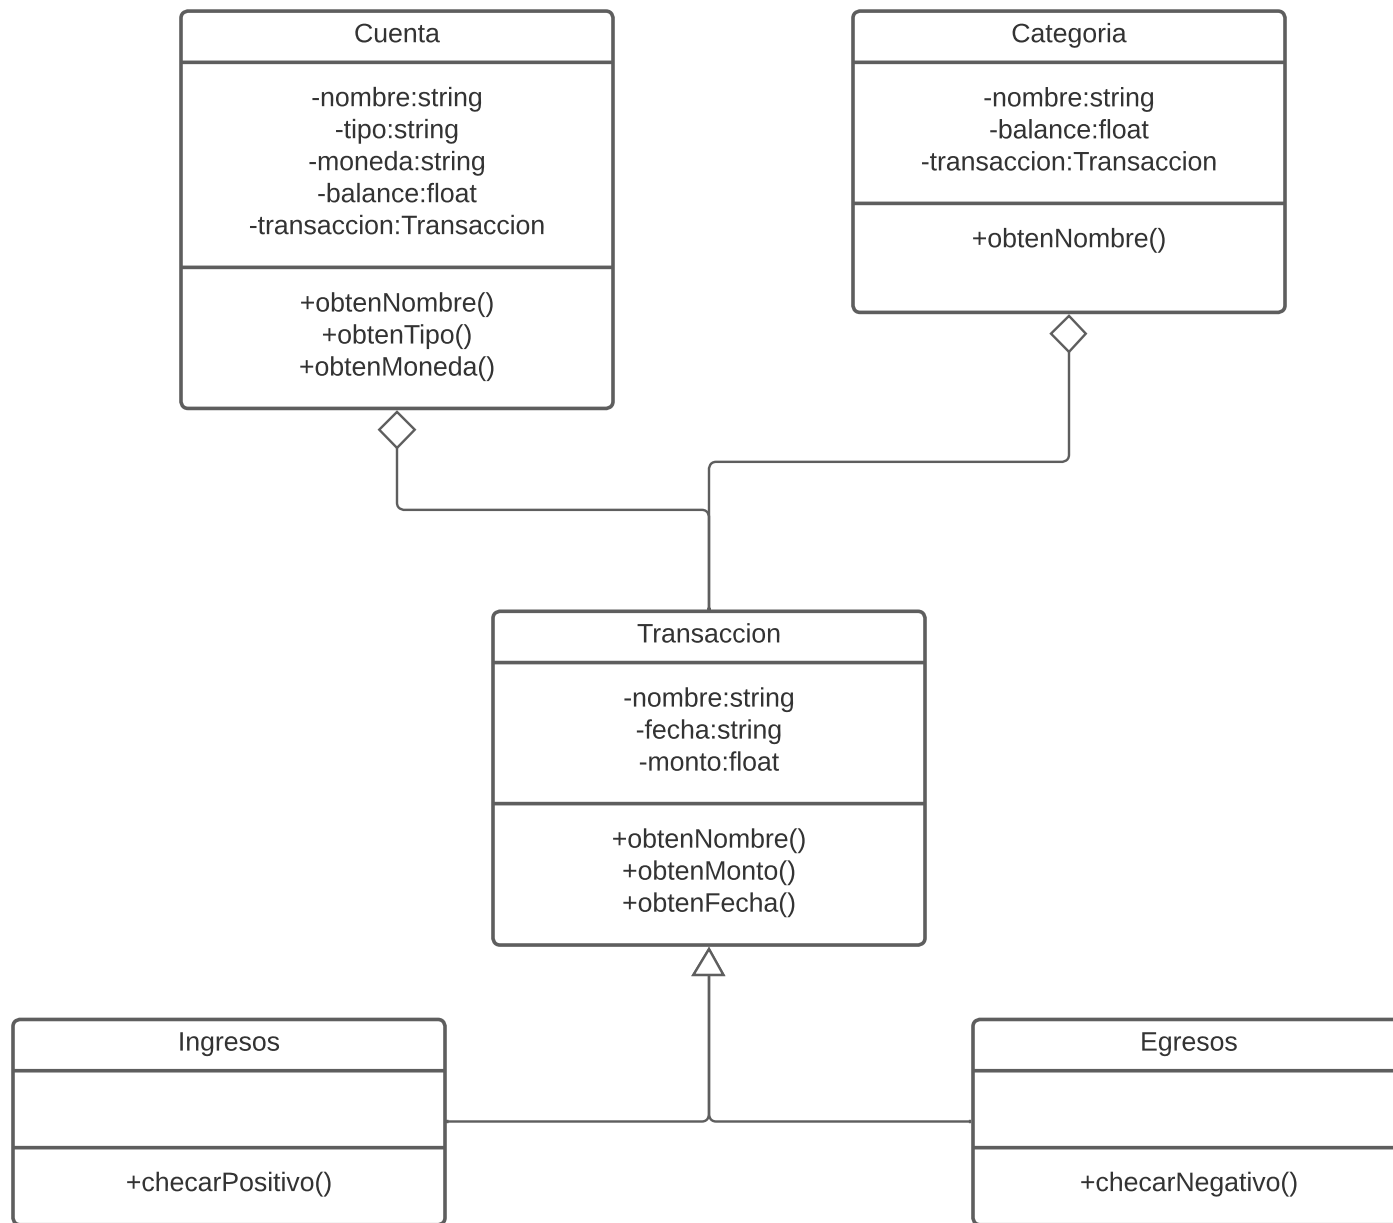 Cuenta
-nombre:string
-tipo:string
-moneda:string
-balance:float
-transaccion:Transaccion
+obtenNombre()
+obtenTipo()
+obtenMoneda()
Categoria
-nombre:string
-balance:float
-transaccion:Transaccion
+obtenNombre()
Transaccion
-nombre:string
-fecha:string
-monto:float
+obtenNombre()
+obtenMonto()
+obtenFecha()
Ingresos
+checarPositivo()
Egresos
+checarNegativo()